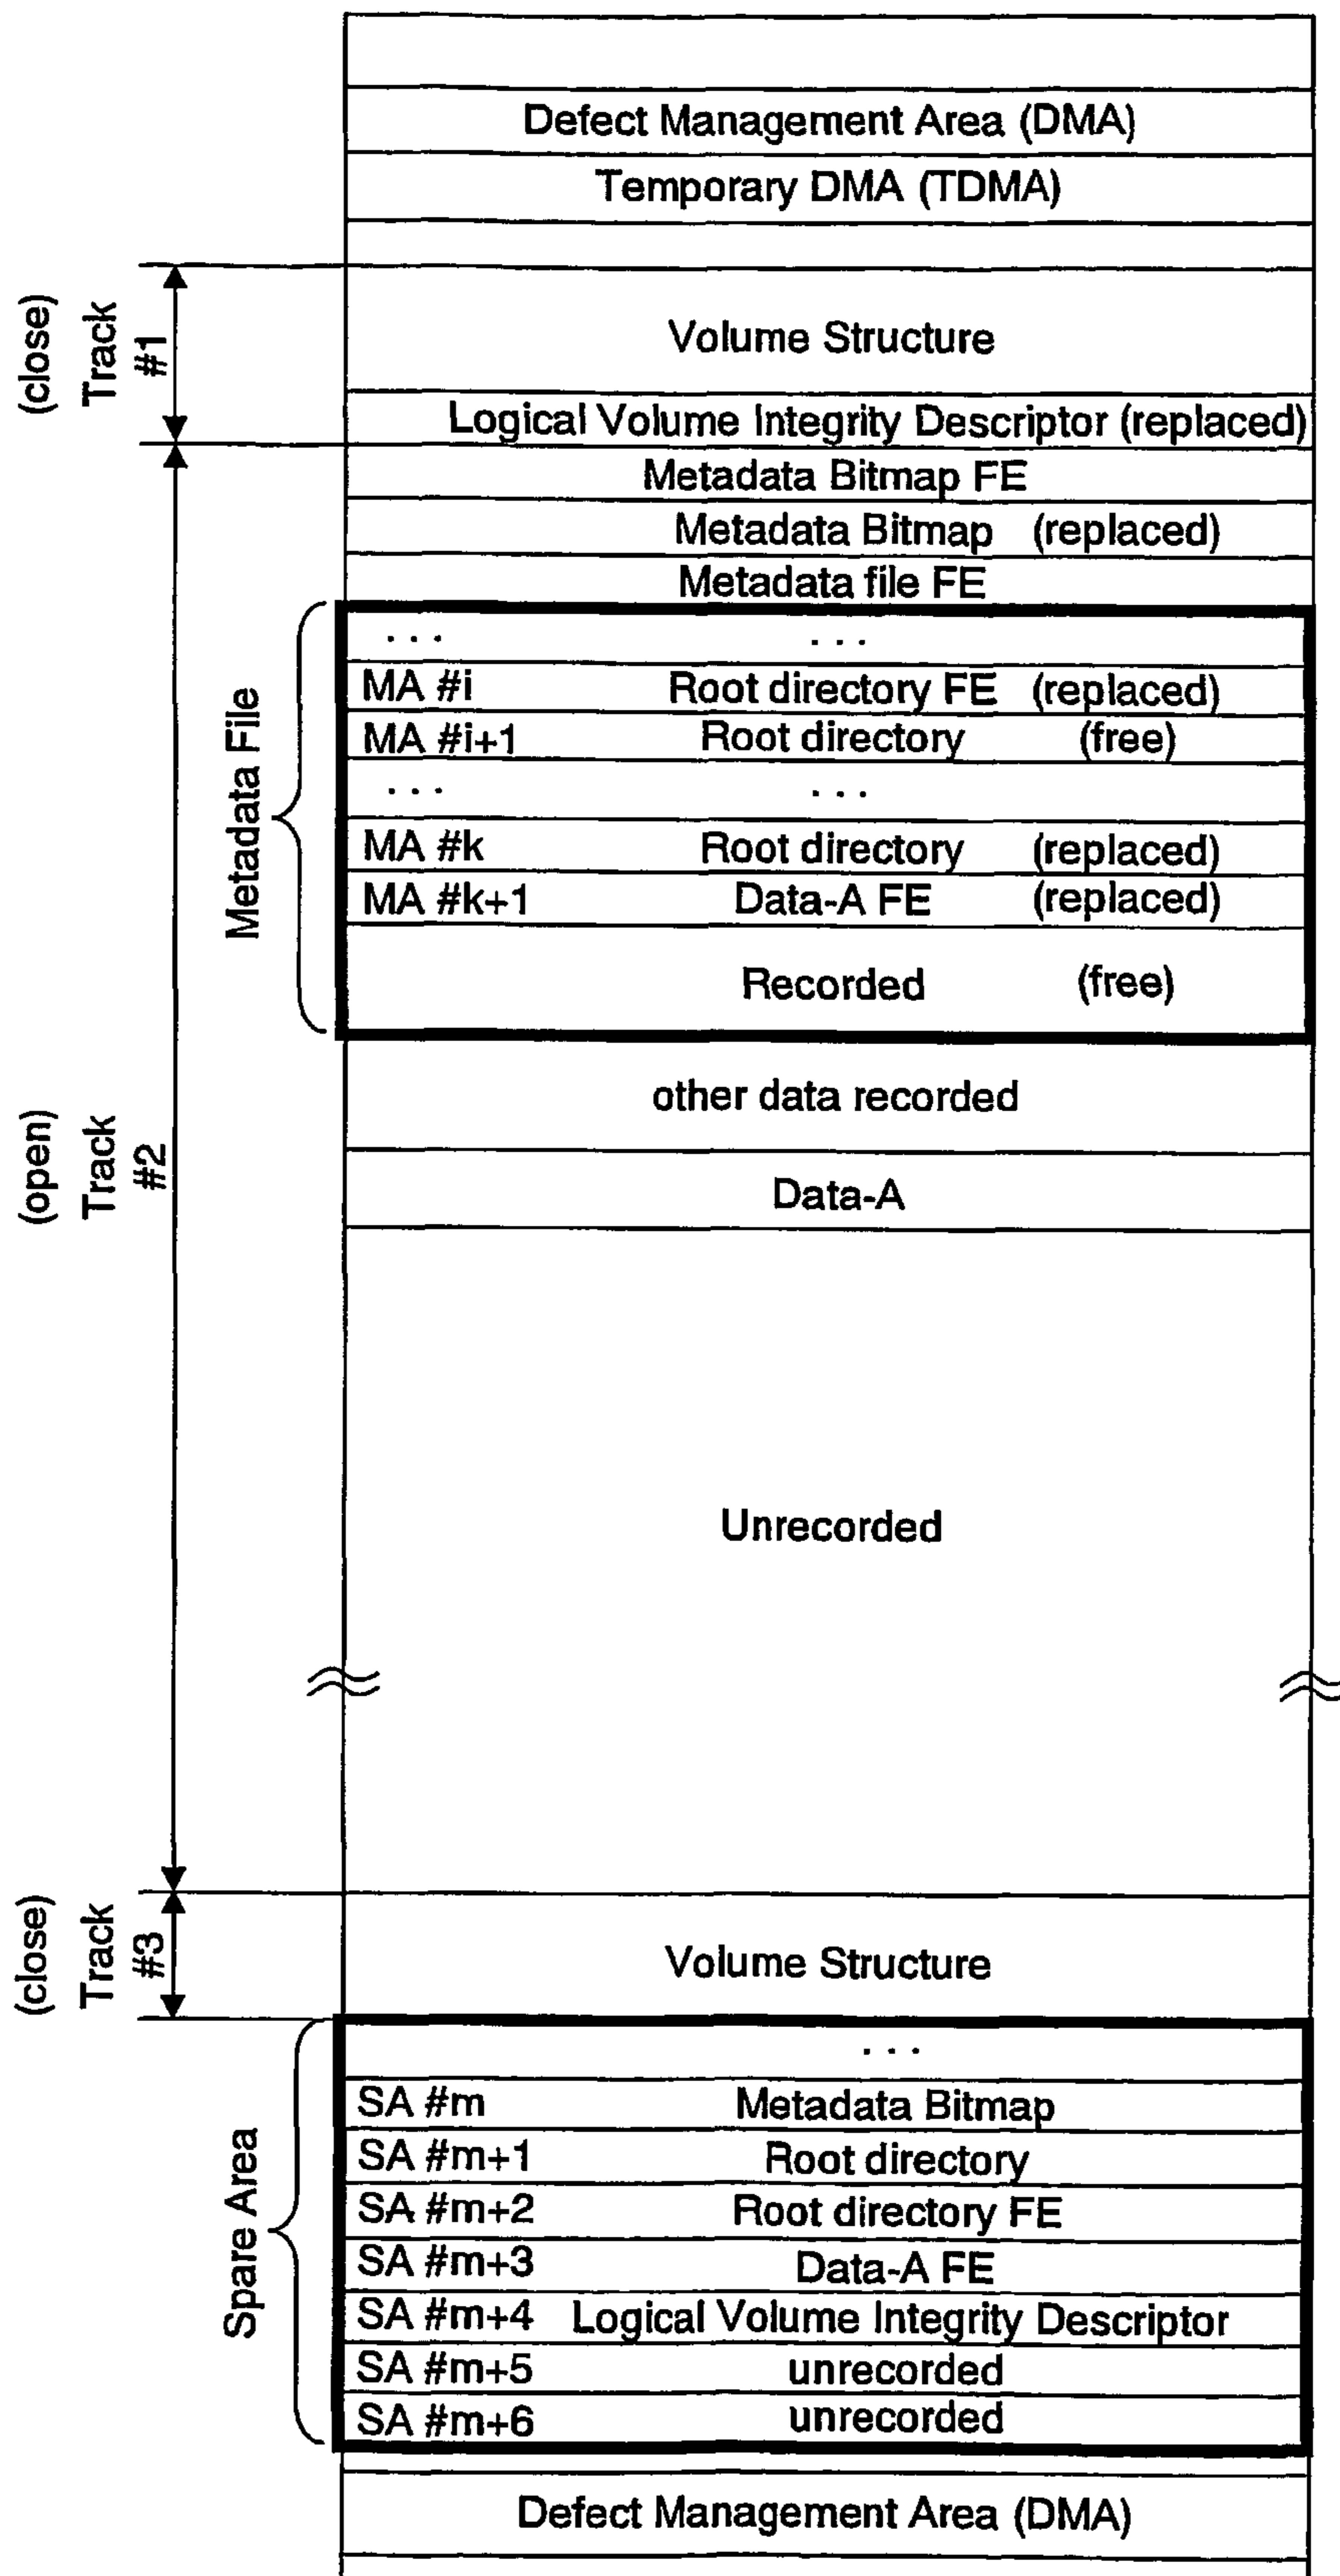 Defect Management Area (DMA)
Temporary DMA (TDMA)
(close)
Track
#1
Volume Structure
Logical Volume Integrity Descriptor (replaced)
(open)
Track
#2
Metadata Bitmap FE
Metadata Bitmap (replaced)
Metadata file FE
Metadata File
... ...
MA #i Root directory FE (replaced)
MA #i+1 Root directory (free)
... ...
MA #k Root directory (replaced)
MA #k+1 Data-A FE (replaced)
Recorded (free)
other data recorded
Data-A
Unrecorded
(close)
Track
#3
Volume Structure
Spare Area
...
SA #m Metadata Bitmap
SA #m+1 Root directory
SA #m+2 Root directory FE
SA #m+3 Data-A FE
SA #m+4 Logical Volume Integrity Descriptor
SA #m+5 unrecorded
SA #m+6 unrecorded
Defect Management Area (DMA)